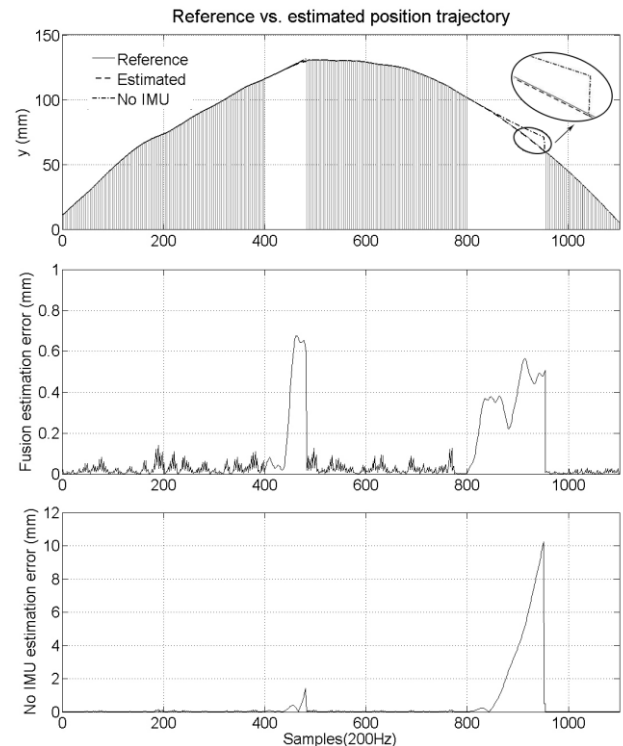 Reference vs. estimated position trajectory
150
100
50
0
y (mm)
Reference
Estimated
No IMU
0 200 400 600 800 1000
1
0.8
0.6
0.4
0.2
0
Fusion estimation error (mm)
0 200 400 600 800 1000
12
10
8
6
4
2
0
No IMU estimation error (mm)
0 200 400 600 800 1000
Samples(200Hz)